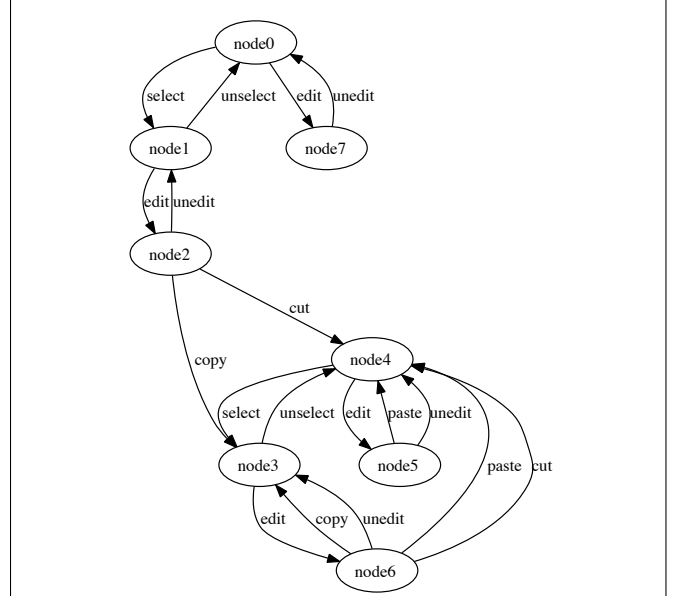 node0
select
unselect
edit
unedit
node1
node7
edit
unedit
node2
cut
copy
node4
select
unselect
edit
paste
unedit
node3
node5
paste
cut
edit
copy
unedit
node6